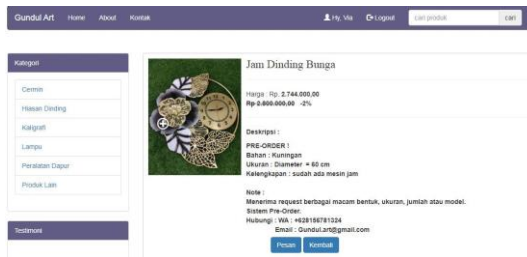 Gundul Art Home About Kontak Hy, Via Logout cari produk cari
Kategori
Cermin
Hiasan Dinding
Kaligrafi
Lampu
Peralatan Dapur
Produk Lain
Testimoni
Jam Dinding Bunga
Harga : Rp. 2.744.000,00
Rp 2.800.000,00 -2%
Deskripsi :
PRE-ORDER !
Bahan : Kuningan
Ukuran : Diameter = 60 cm
Kelengkapan : sudah ada mesin jam
Note :
Menerima request berbagai macam bentuk, ukuran, jumlah atau model.
Sistem Pre-Order.
Hubungi : WA : +628156781324
Email : Gundul.art@gmail.com
Pesan Kembali